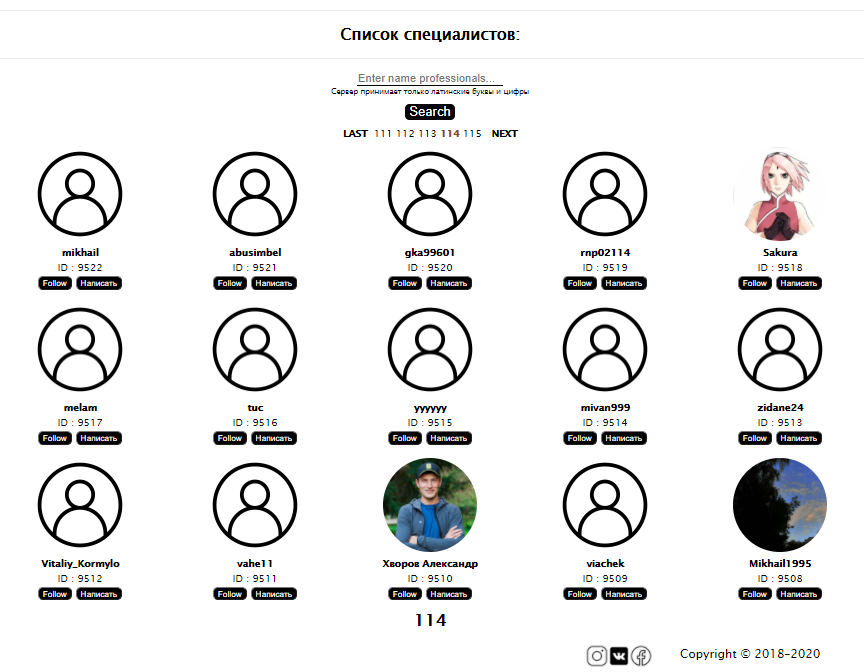 Список специалистов:
Enter name professionals...
Сервер принимает только латинские буквы и цифры
Search
LAST 111 112 113 114 115 NEXT
mikhail abusimbel gka99601 rnp02114 Sakura
ID : 9522 ID : 9521 ID : 9520 ID : 9519 ID : 9518
Follow Написать Follow Написать Follow Написать Follow Написать Follow Написать
melam tuc yyyyyy mivan999 zidane24
ID : 9517 ID : 9516 ID : 9515 ID : 9514 ID : 9513
Follow Написать Follow Написать Follow Написать Follow Написать Follow Написать
Vitaliy_Kormylo vahe11 Хворов Александр viachek Mikhail1995
ID : 9512 ID : 9511 ID : 9510 ID : 9509 ID : 9508
Follow Написать Follow Написать Follow Написать Follow Написать Follow Написать
114
Copyright © 2018-2020